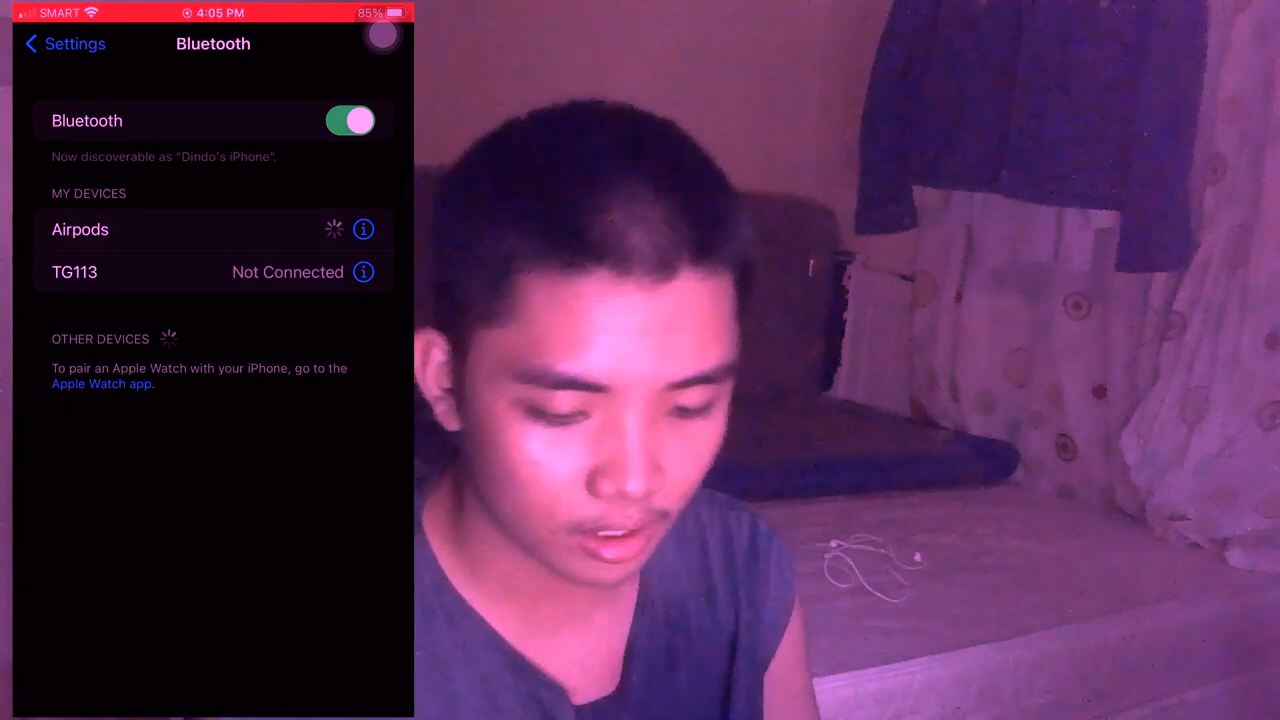 SMART 4:05 PM 85%
Settings Bluetooth
Bluetooth
Now discoverable as "Dindo's iPhone".
MY DEVICES
Airpods
TG113 Not Connected
OTHER DEVICES
To pair an Apple Watch with your iPhone, go to the
Apple Watch app.